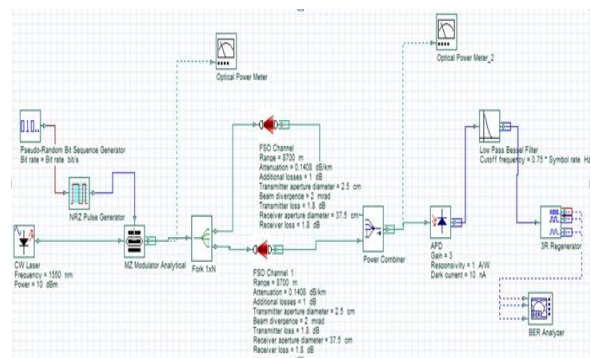 Optical Power Meter_2
Optical Power Meter
Pseudo-Random Bit Sequence Generator
Bit rate = Bit rate bit/s
NRZ Pulse Generator
CW Laser
Frequency = 1550 nm
Power = 10 dBm
MZ Modulator Analytical
Fork 1xN
FSO Channel
Range = 8700 m
Attenuation = 0.1408 dB/km
Additional losses = 1 dB
Transmitter aperture diameter = 2.5 cm
Beam divergence = 2 mrad
Transmitter loss = 1.8 dB
Receiver aperture diameter = 37.5 cm
Receiver loss = 1.8 dB
FSO Channel 1
Range = 8700 m
Attenuation = 0.1408 dB/km
Additional losses = 1 dB
Transmitter aperture diameter = 2.5 cm
Beam divergence = 2 mrad
Transmitter loss = 1.8 dB
Receiver aperture diameter = 37.5 cm
Receiver loss = 1.8 dB
Power Combiner
APD
Gain = 3
Responsivity = 1 A/W
Dark current = 10 nA
Low Pass Bessel Filter
Cutoff frequency = 0.75 * Symbol rate Hz
3R Regenerator
BER Analyzer